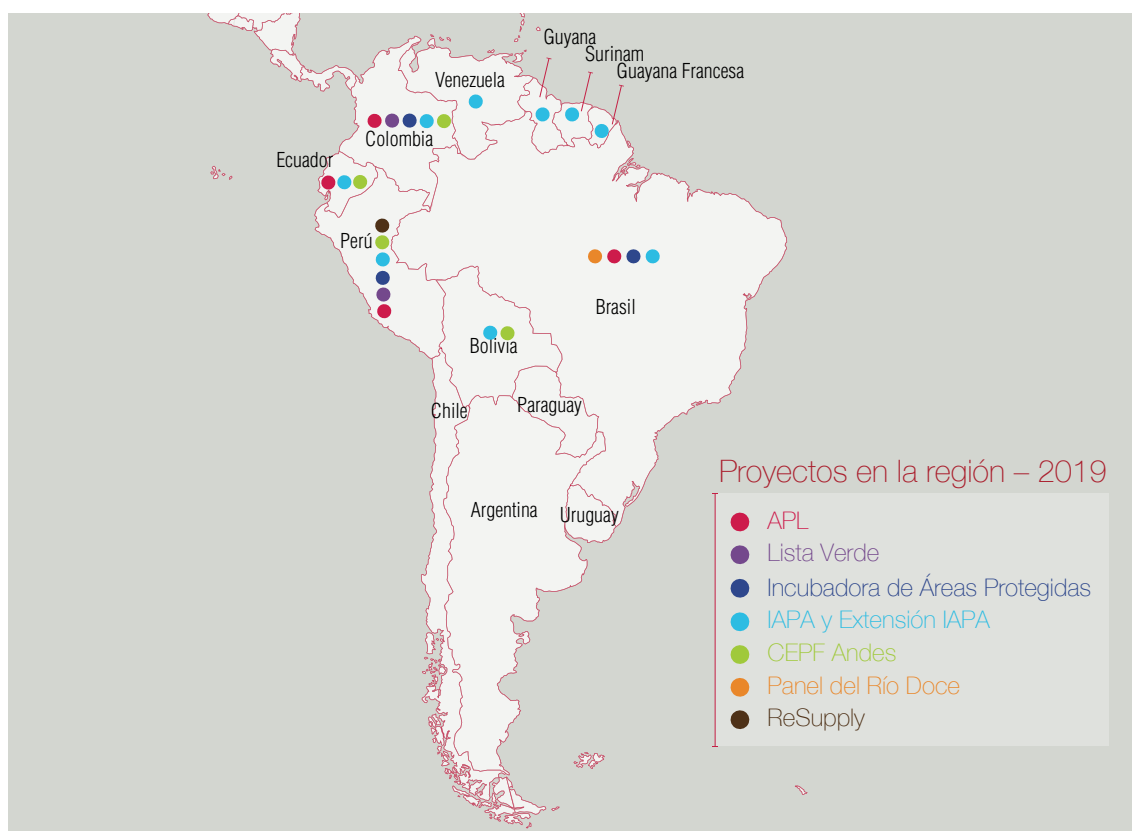 Guyana
Surinam
Guayana Francesa
Venezuela
Colombia
Ecuador
Perú
Brasil
Bolivia
Paraguay
Chile
Argentina
Uruguay
Proyectos en la región – 2019
APL
Lista Verde
Incubadora de Áreas Protegidas
IAPA y Extensión IAPA
CEPF Andes
Panel del Río Doce
ReSupply